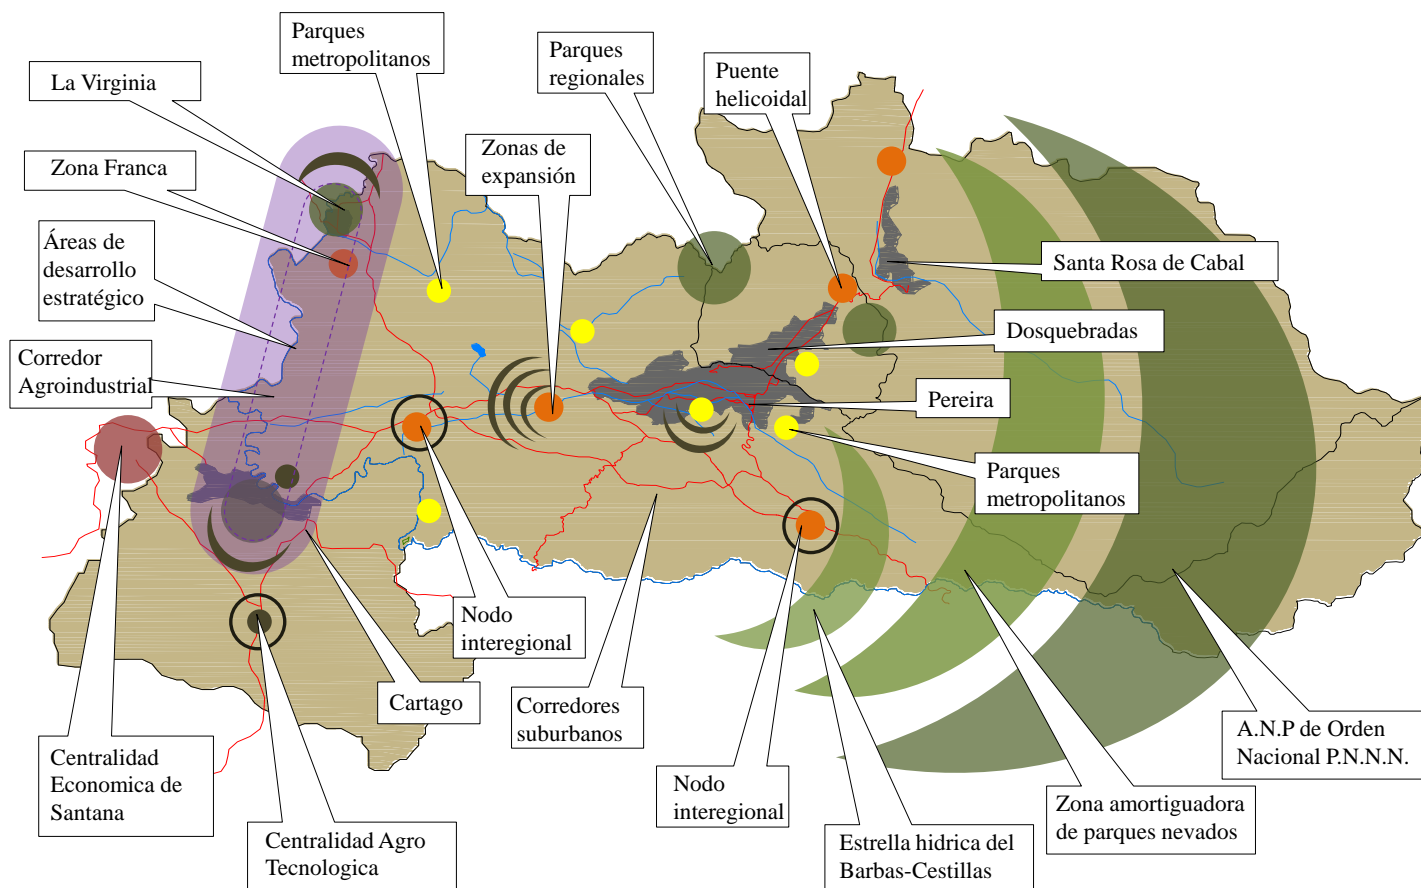 Parques
metropolitanos
Parques
regionales
Puente
helicoidal
La Virginia
Zonas de
expansión
Zona Franca
Áreas de
desarrollo
estratégico
Santa Rosa de Cabal
Dosquebradas
Corredor
Agroindustrial
Pereira
Parques
metropolitanos
Nodo
interegional
Cartago
Corredores
suburbanos
A.N.P de Orden
Nacional P.N.N.N.
Centralidad
Economica de
Santana
Nodo
interegional
Zona amortiguadora
de parques nevados
Centralidad Agro
Tecnologica
Estrella hidrica del
Barbas-Cestillas